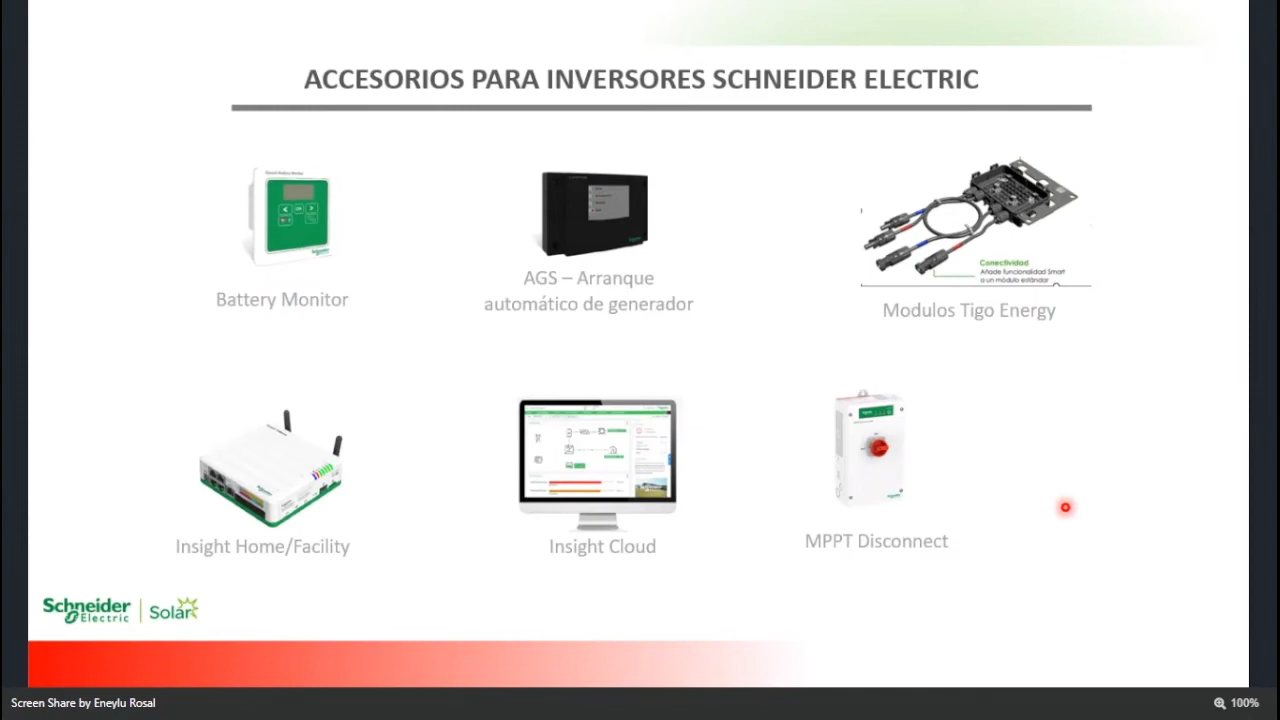 ACCESORIOS PARA INVERSORES SCHNEIDER ELECTRIC
Battery Monitor
AGS – Arranque
automático de generador
Conectividad
Añade funcionalidad Smart
a un módulo estándar
Modulos Tigo Energy
Insight Home/Facility
Insight Cloud
MPPT Disconnect
Schneider
Electric
Solar
Screen Share by Eneylu Rosal
100%